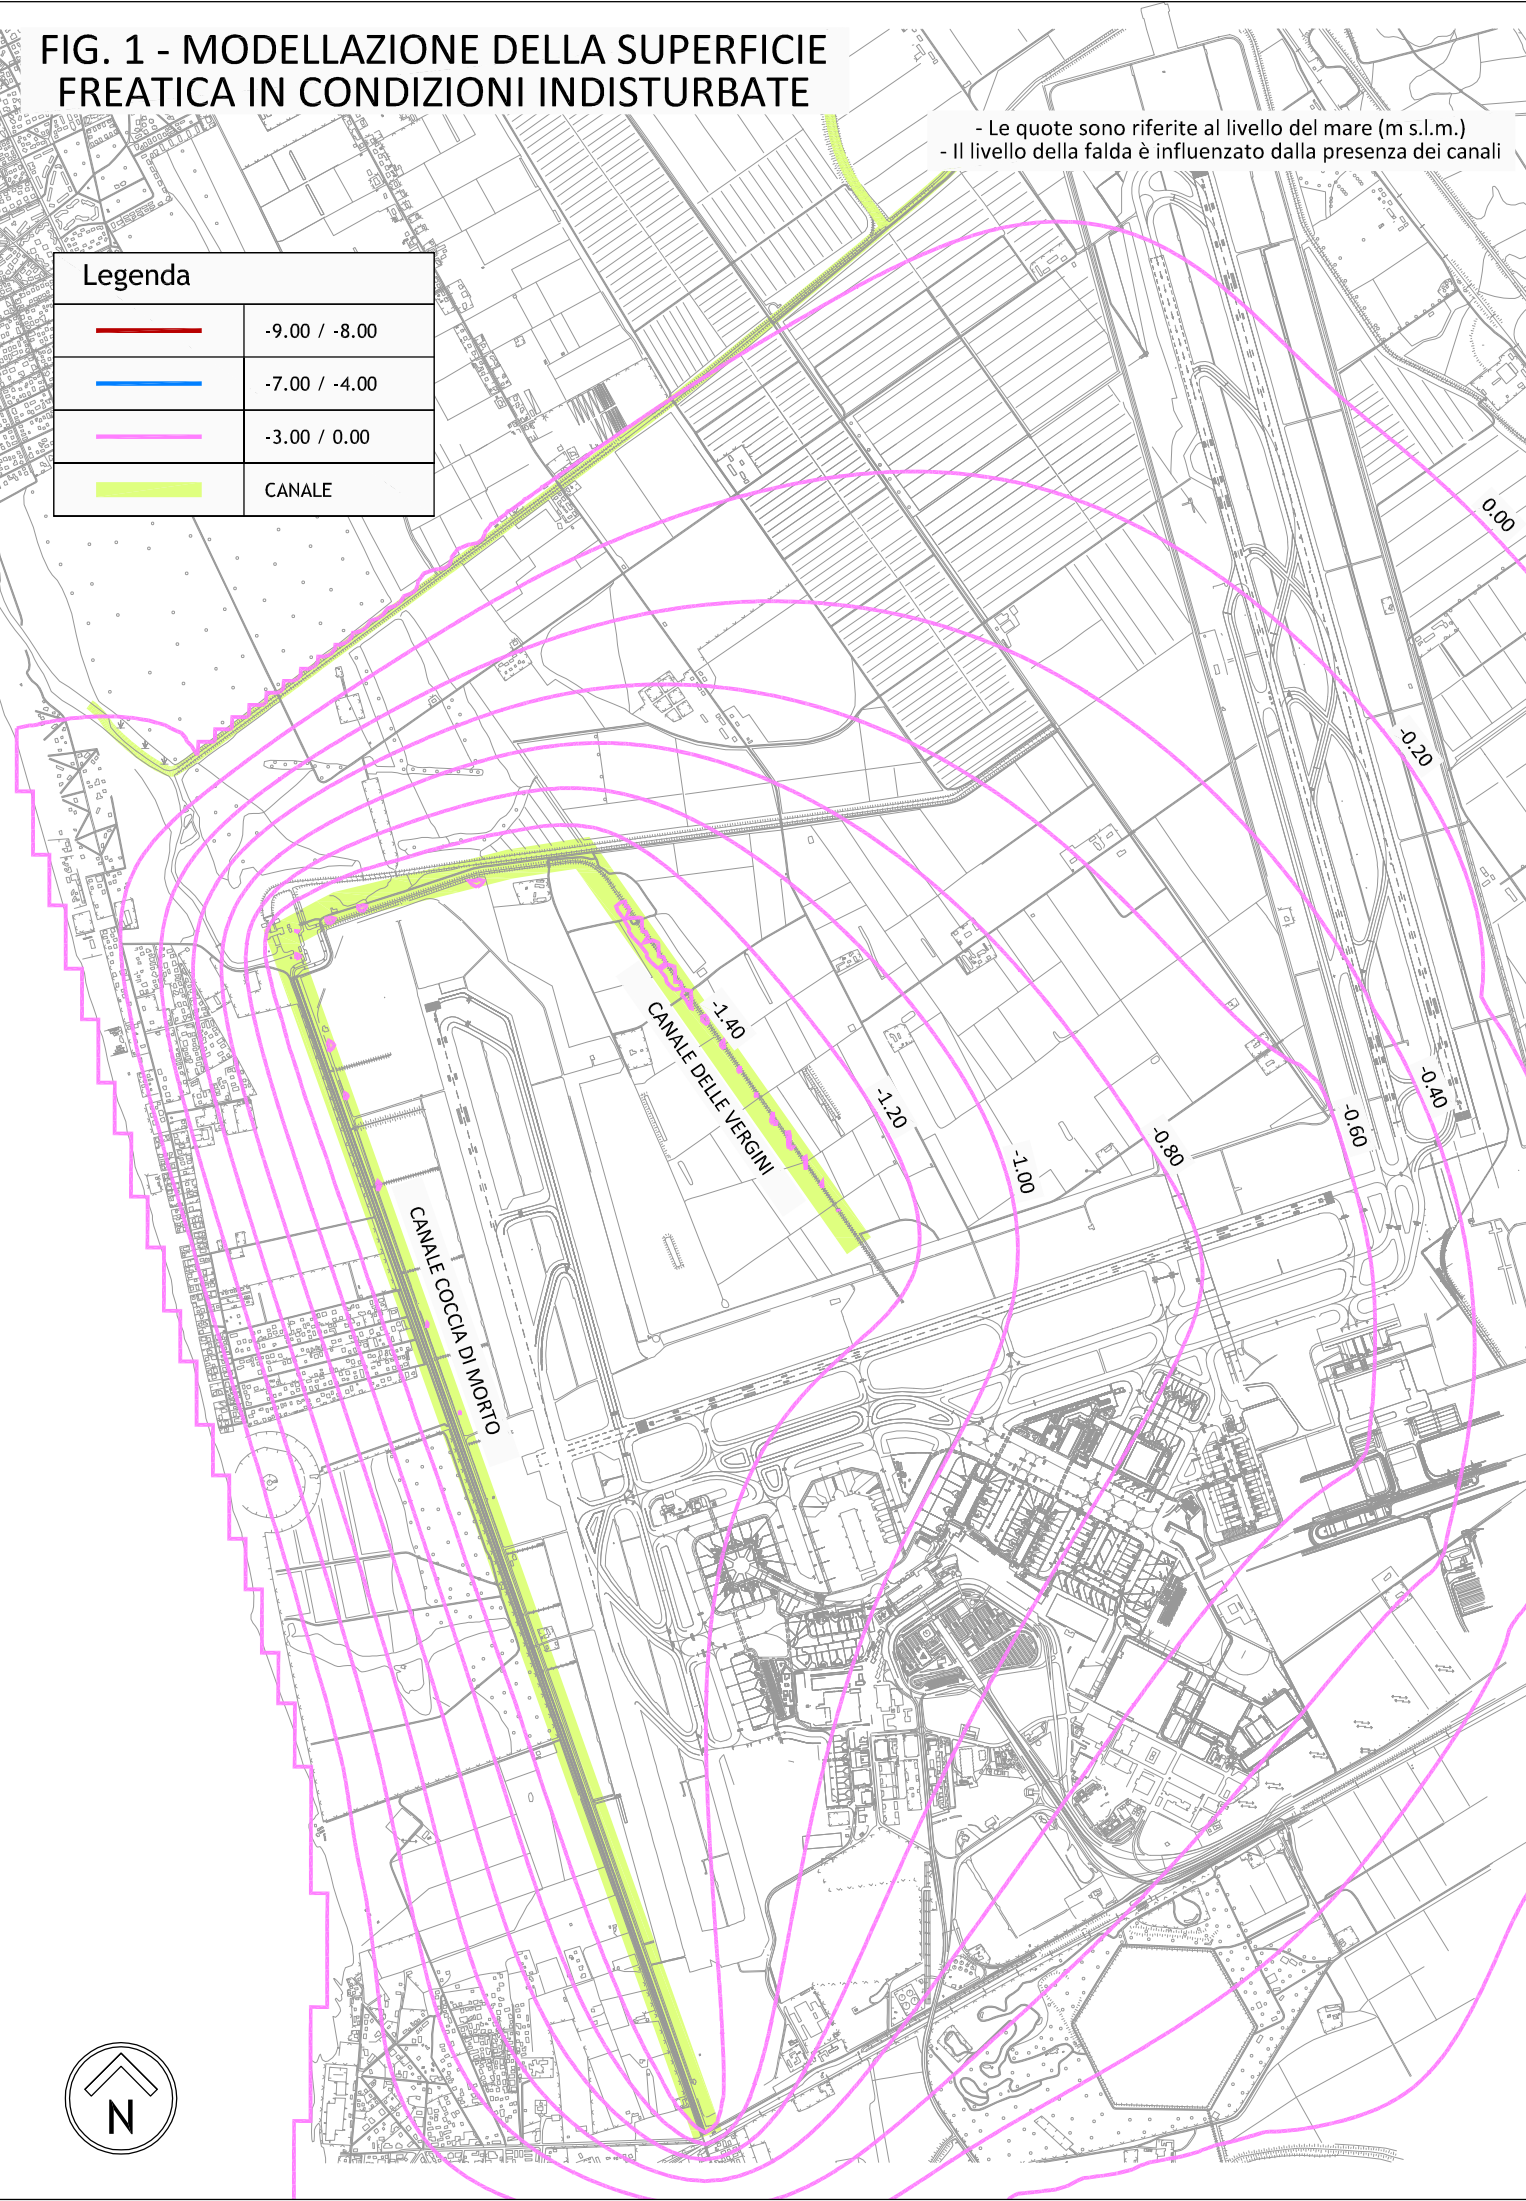 FIG. 1 - MODELLAZIONE DELLA SUPERFICIE
FREATICA IN CONDIZIONI INDISTURBATE
- Le quote sono riferite al livello del mare (m s.l.m.)
- Il livello della falda è influenzato dalla presenza dei canali
Legenda
-9.00 / -8.00
-7.00 / -4.00
-3.00 / 0.00
CANALE
0.00
-0.20
-1.40
CANALE DELLE VERGINI
-1.20
-1.00
-0.80
-0.60
-0.40
CANALE COCCIA DI MORTO
N